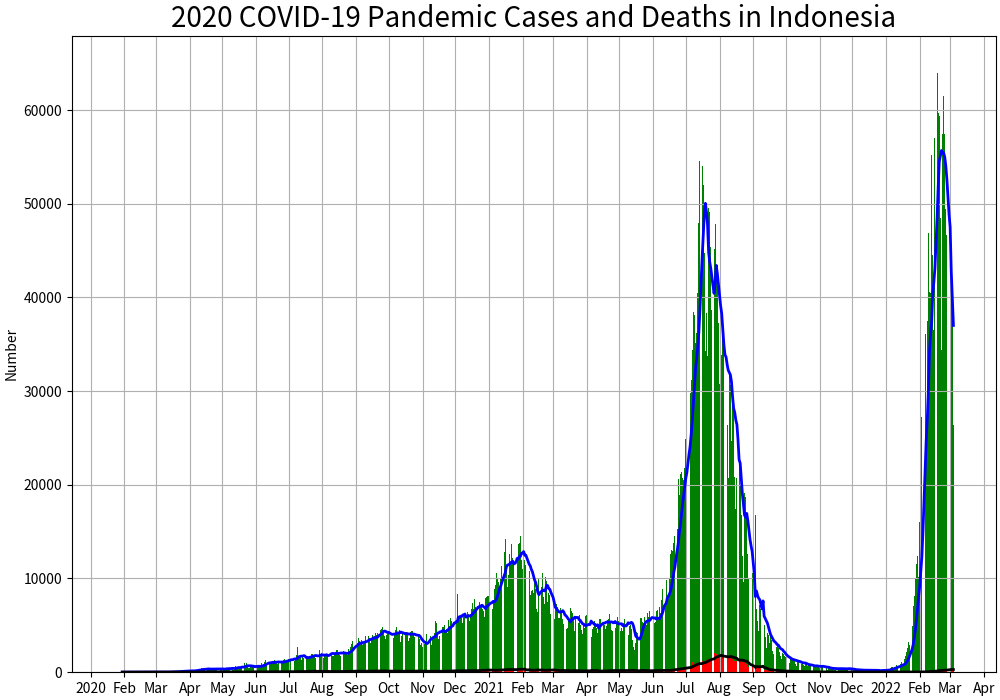 2020 COVID-19 Pandemic Cases and Deaths in Indonesia
Number
60000
50000
40000
30000
20000
10000
0
2020 Feb Mar Apr May Jun Jul Aug Sep Oct Nov Dec 2021 Feb Mar Apr May Jun Jul Aug Sep Oct Nov Dec 2022 Feb Mar Apr